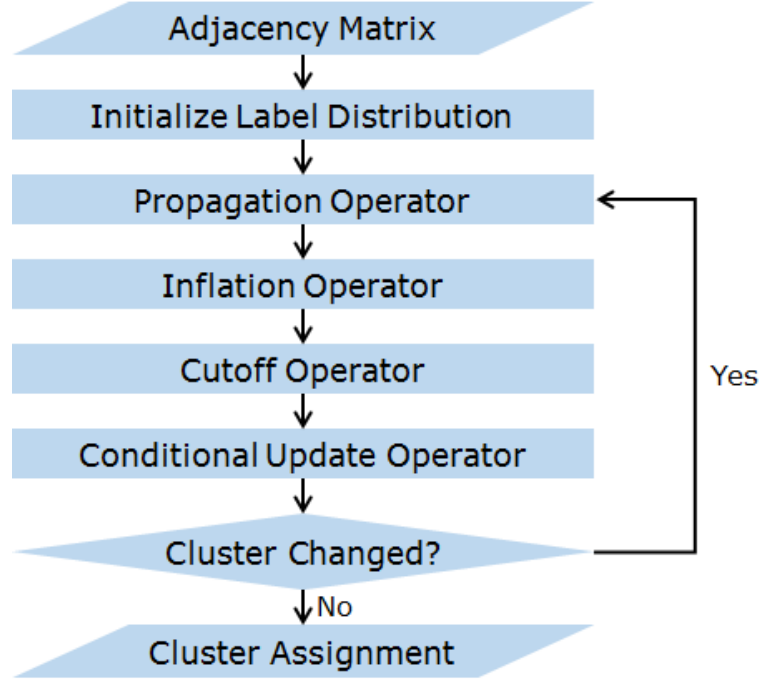 Adjacency Matrix
Initialize Label Distribution
Propagation Operator
Inflation Operator
Cutoff Operator
Yes
Conditional Update Operator
Cluster Changed?
No
Cluster Assignment